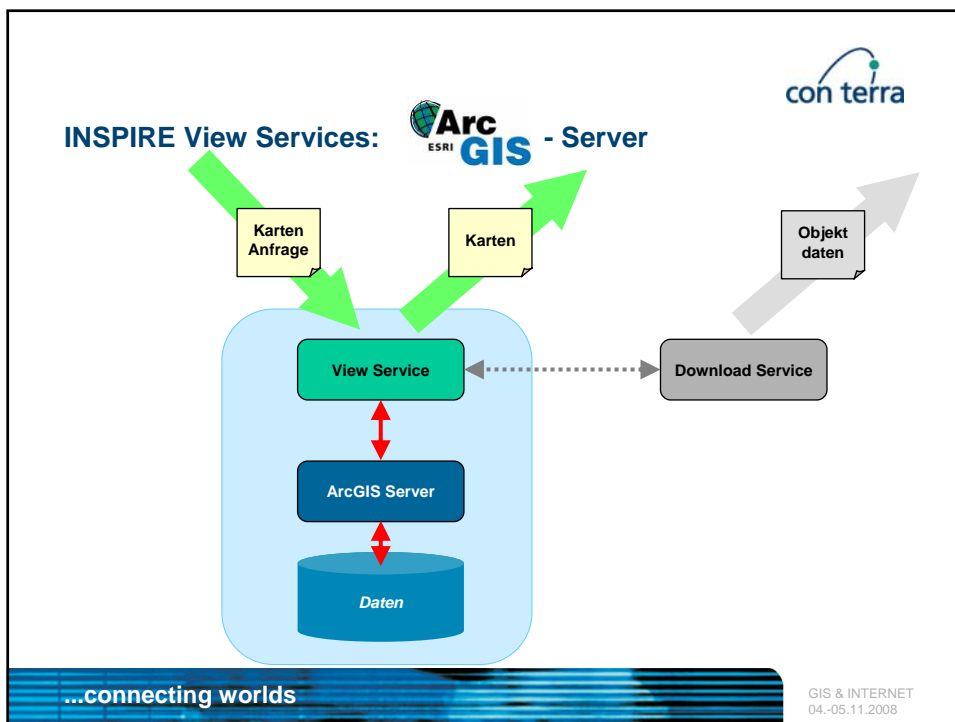 con terra
INSPIRE View Services:
Arc
ESRI GIS
- Server
Karten
Anfrage
Karten
Objekt
daten
View Service
Download Service
ArcGIS Server
Daten
...connecting worlds
GIS & INTERNET
04.-05.11.2008